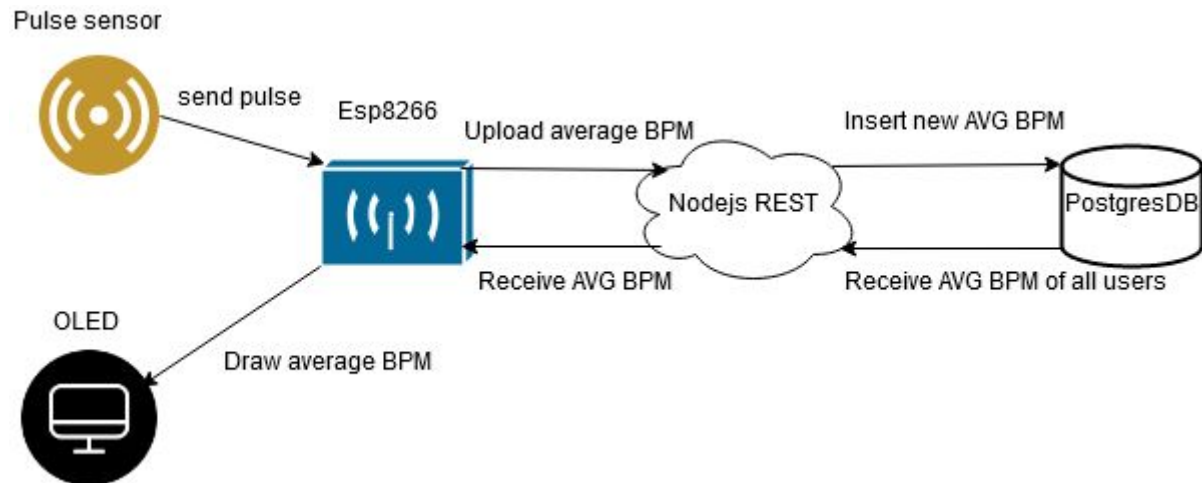 Pulse sensor
send pulse
Esp8266
Upload average BPM
Insert new AVG BPM
Nodejs REST
PostgresDB
Receive AVG BPM
Receive AVG BPM of all users
OLED
Draw average BPM